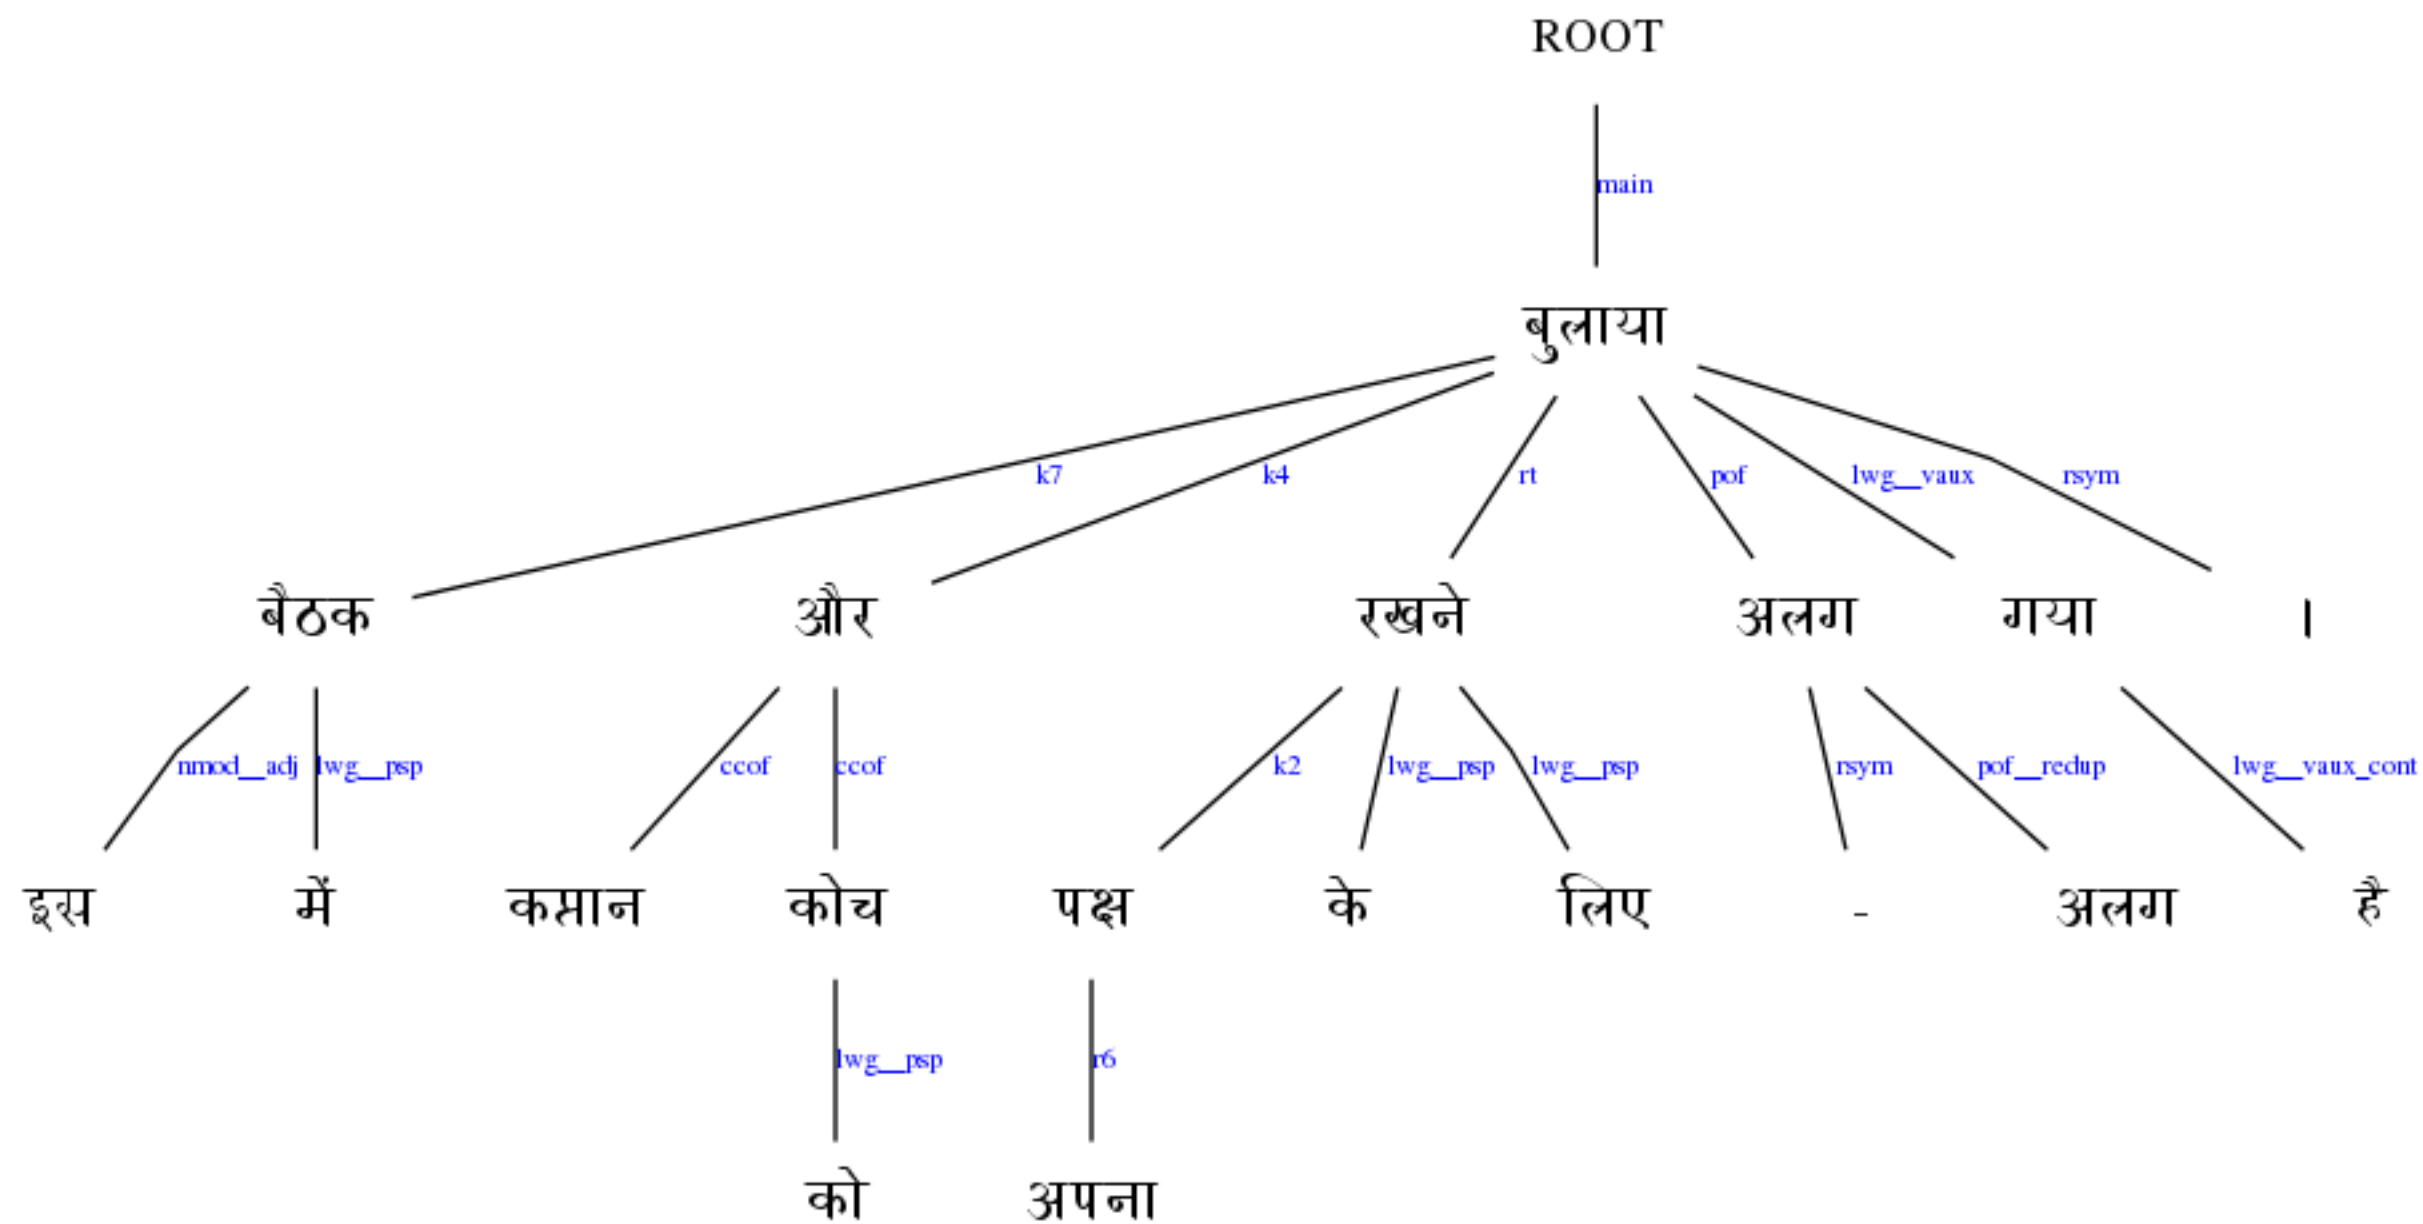 ROOT
main
बुलाया
k7 k4 rt pof lwg__vaux rsym
बैठक और रखने अलग गया ।
nmod__adj lwg__psp ccof ccof k2 lwg__psp lwg__psp rsym pof__redup lwg__vaux_cont
इस में कप्तान कोच पक्ष के लिए - अलग है
lwg__psp r6
को अपना